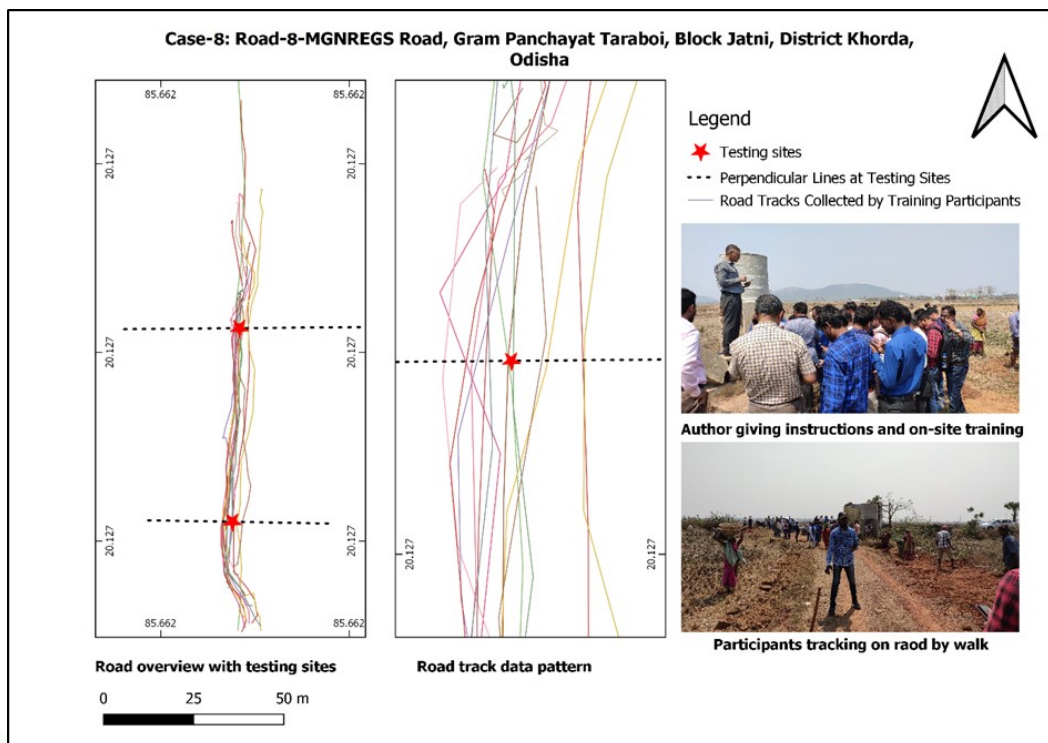 Case-8: Road-8-MGNREGS Road, Gram Panchayat Taraboi, Block Jatni, District Khorda,
Odisha
85.662
85.662
20.127
20.127
20.127
20.127
20.127
20.127
85.662
85.662
20.127
20.127
Legend
Testing sites
Perpendicular Lines at Testing Sites
Road Tracks Collected by Training Participants
Author giving instructions and on-site training
Participants tracking on raod by walk
Road overview with testing sites
Road track data pattern
0 25 50 m